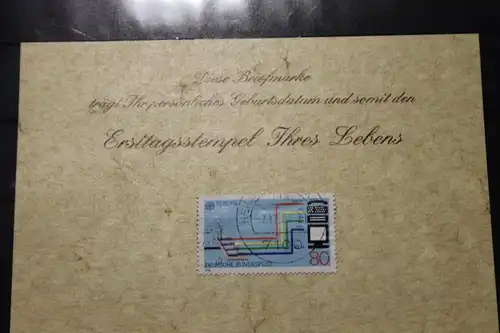 Diese Briefmarke
trägt Ihr persönliches Geburtsdatum und somit den
Ersttagsstempel Ihres Lebens
EUROPA
DEUTSCHE BUNDESPOST
80